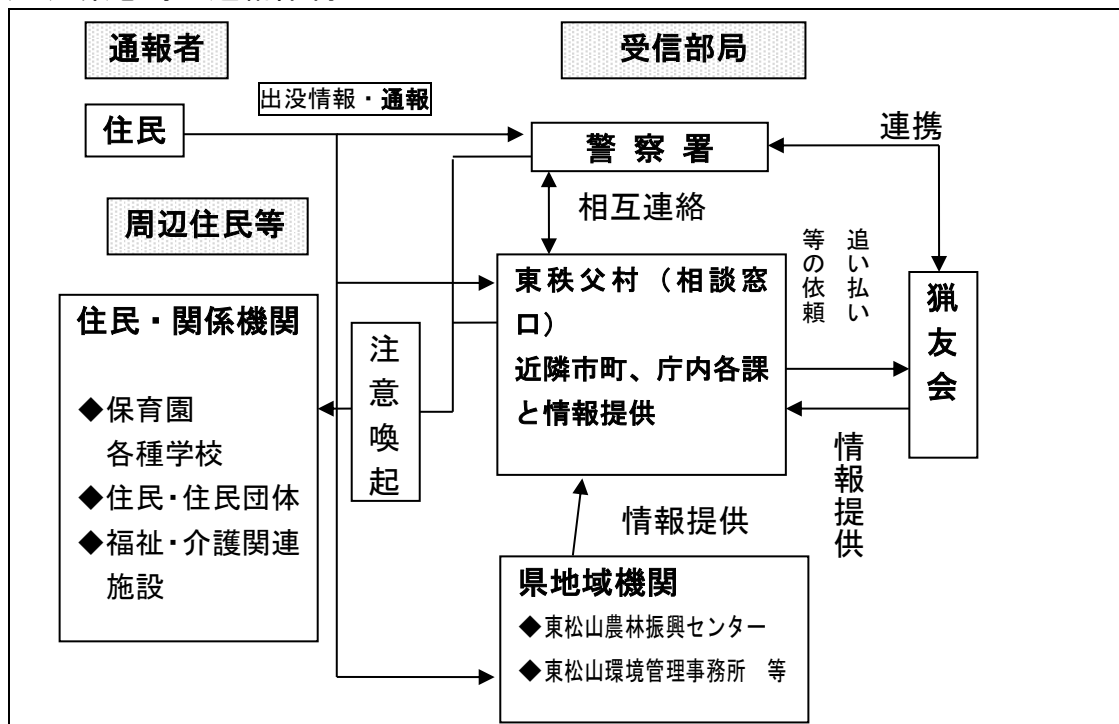 通報者
受信部局
出没情報・通報
住民
警察署
連携
相互連絡
周辺住民等
追い払い
等の依頼
東秩父村（相談窓
口）
近隣市町、庁内各課
と情報提供
猟友会
住民・関係機関
◆保育園
各種学校
◆住民・住民団体
◆福祉・介護関連
施設
注意喚起
情報提供
情報提供
県地域機関
◆東松山農林振興センター
◆東松山環境管理事務所 等